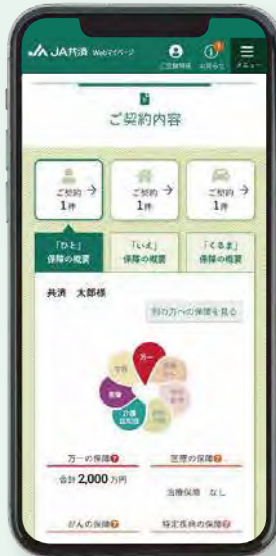 JA共済 Webマイページ
ご登録情報 お知らせ メニュー
ご契約内容
ご契約 1件
ご契約 1件
ご契約 1件
「ひと」保障の概要
「いえ」保障の概要
「くるま」保障の概要
共済 太郎様
別の方への保障を見る
万一
医療
介護
万一の保障
医療の保障
合計 2,000 万円
治療保障 なし
がんの保障
特定疾病の保障